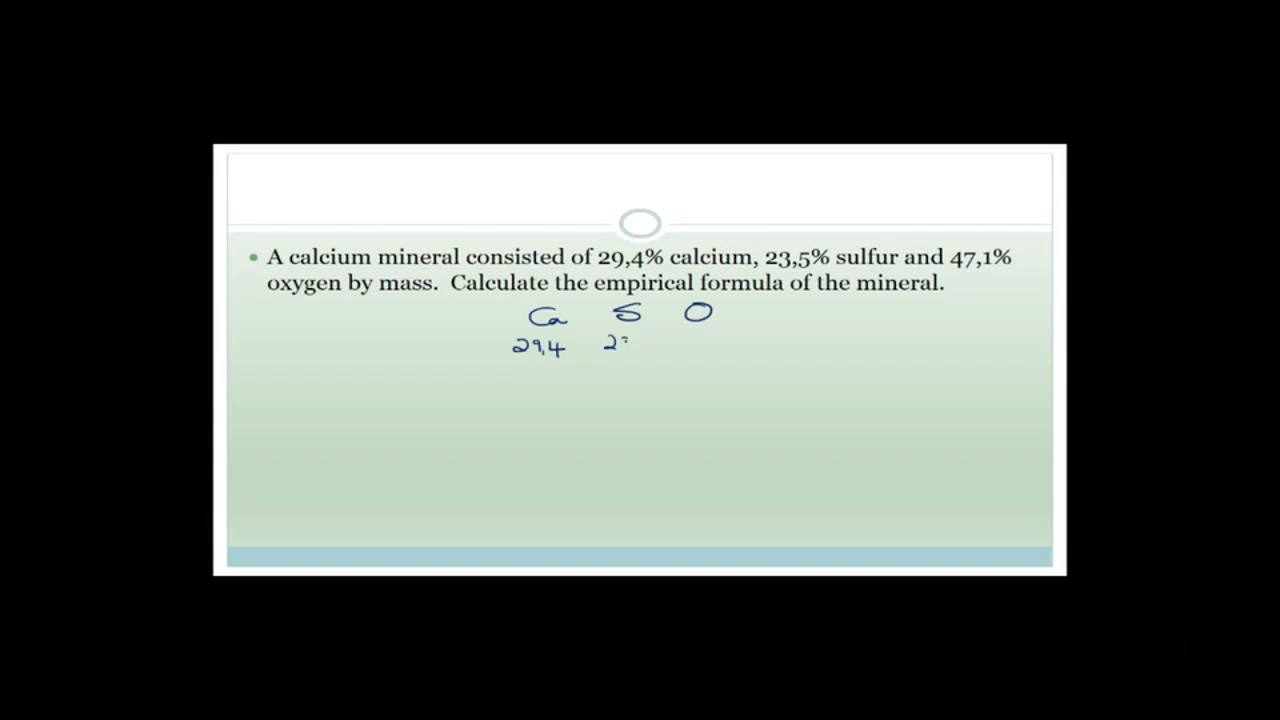 A calcium mineral consisted of 29,4% calcium, 23,5% sulfur and 47,1%
oxygen by mass. Calculate the empirical formula of the mineral.
Ca S O
29,4 2